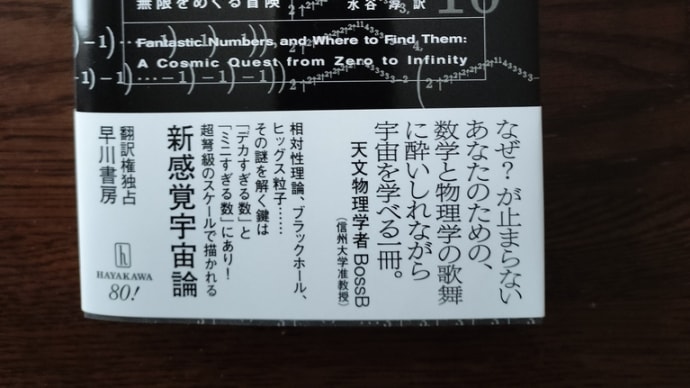 無限をめぐる冒険
水谷 淳 訳
10
Fantastic Numbers and Where to Find Them:
A Cosmic Quest from Zero to Infinity
なぜ？が止まらない
あなたのための、
数学と物理学の歌舞
に酔いしれながら
宇宙を学べる一冊。
天文物理学者 BossB
（信州大学准教授）
相対性理論、ブラックホール、
ヒッグス粒子……
その謎を解く鍵は
「デカすぎる数」と
「ミニすぎる数」にあり！
超弩級のスケールで描かれる
新感覚宇宙論
翻訳権独占
早川書房
h
HAYAKAWA
80!